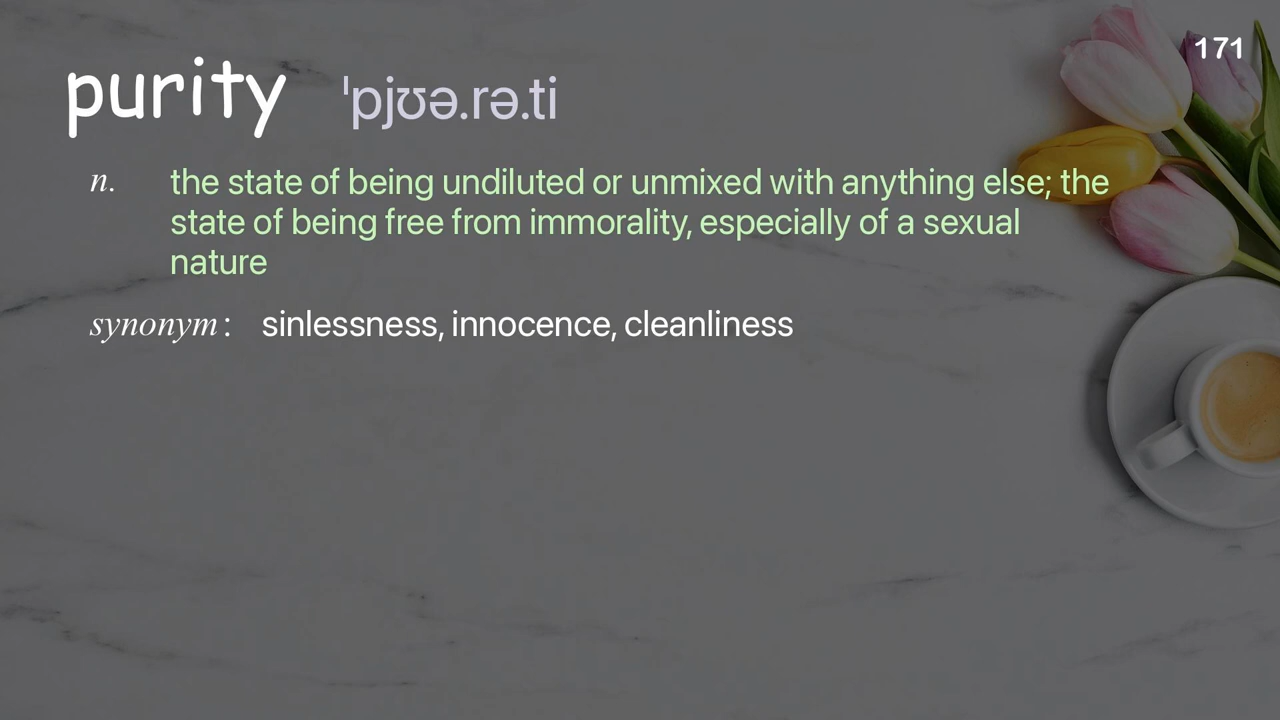 171
purity ˈpjʊə.rə.ti
n. the state of being undiluted or unmixed with anything else; the
state of being free from immorality, especially of a sexual
nature
synonym: sinlessness, innocence, cleanliness